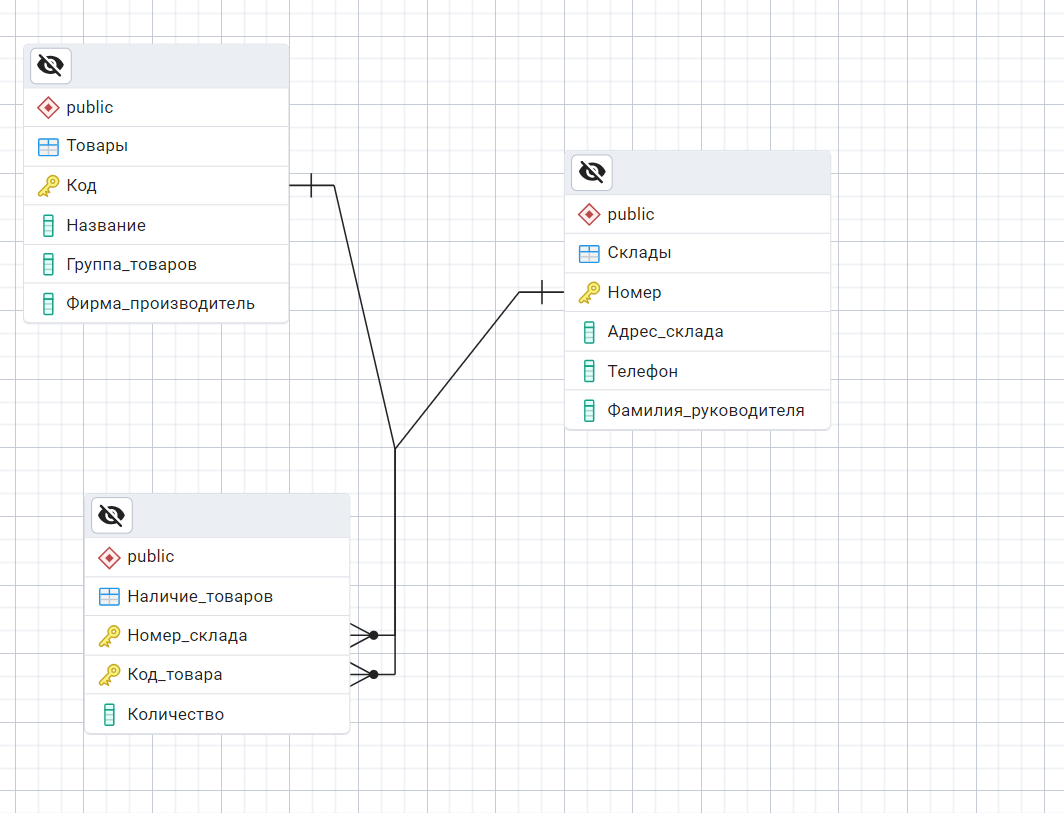 public
Товары
Код
Название
Группа_товаров
Фирма_производитель
public
Склады
Номер
Адрес_склада
Телефон
Фамилия_руководителя
public
Наличие_товаров
Номер_склада
Код_товара
Количество